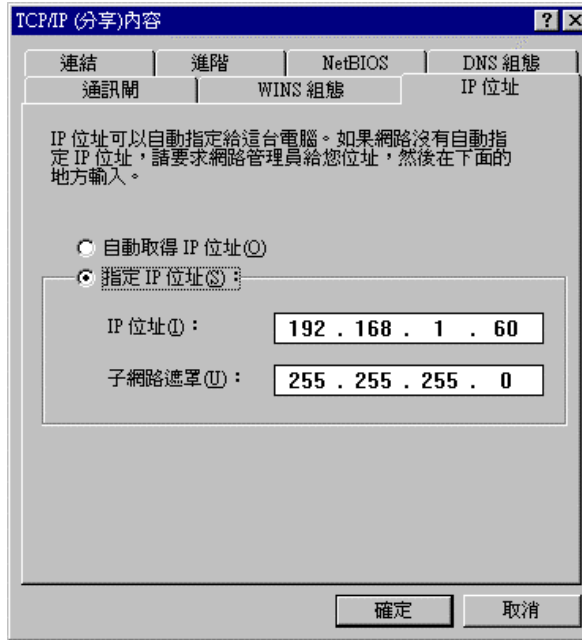 TCP/IP (分享)內容
連結 進階 NetBIOS DNS 組態
通訊閘 WINS 組態 IP 位址
IP 位址可以自動指定給這台電腦。如果網路沒有自動指
定 IP 位址，請要求網路管理員給您位址，然後在下面的
地方輸入。
自動取得 IP 位址(O)
指定 IP 位址(S)：
IP 位址(I)： 192 . 168 . 1 . 60
子網路遮罩(U)： 255 . 255 . 255 . 0
確定 取消